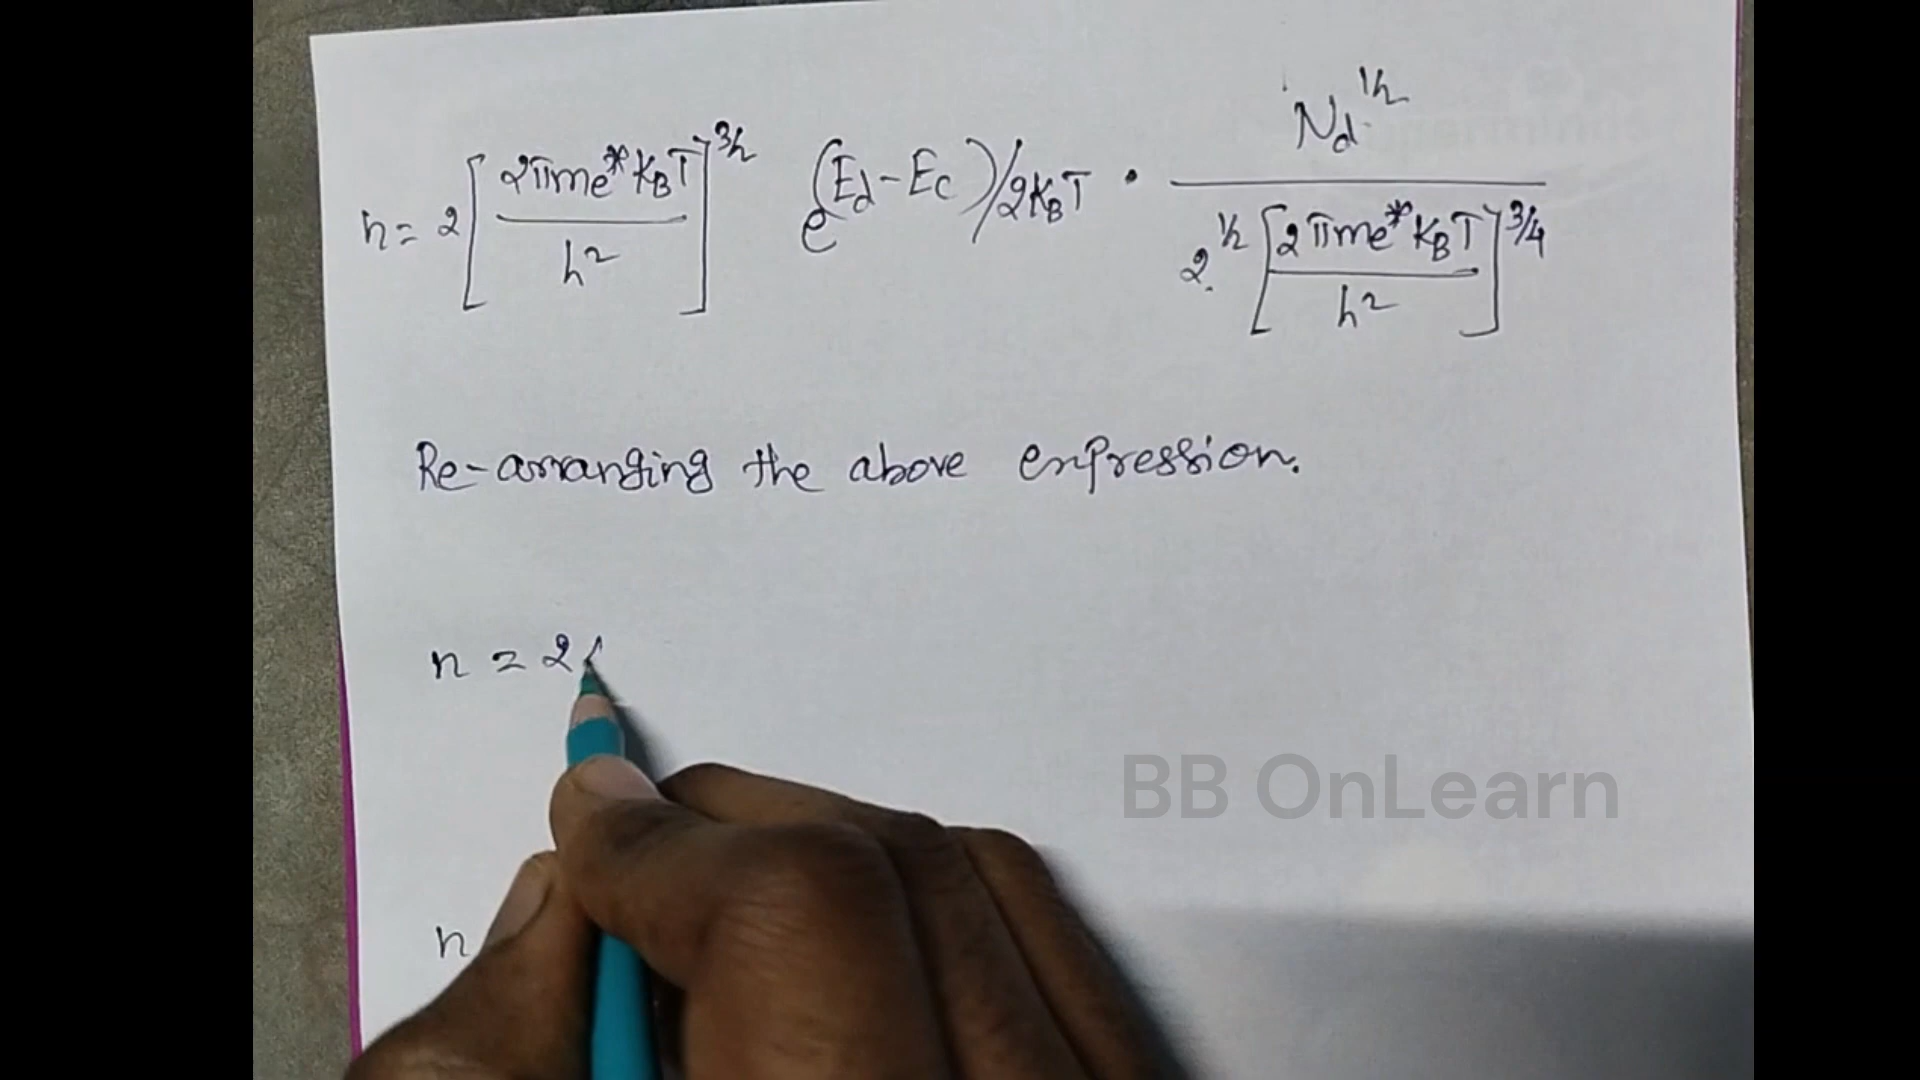 n = 2 [2πme*KBT / h²]^3/2 e^(Ed-Ec)/2KBT · Nd^1/2 / 2^1/2 [2πme*KBT / h²]^3/4
Re-arranging the above expression.
n = 2
BB OnLearn
n